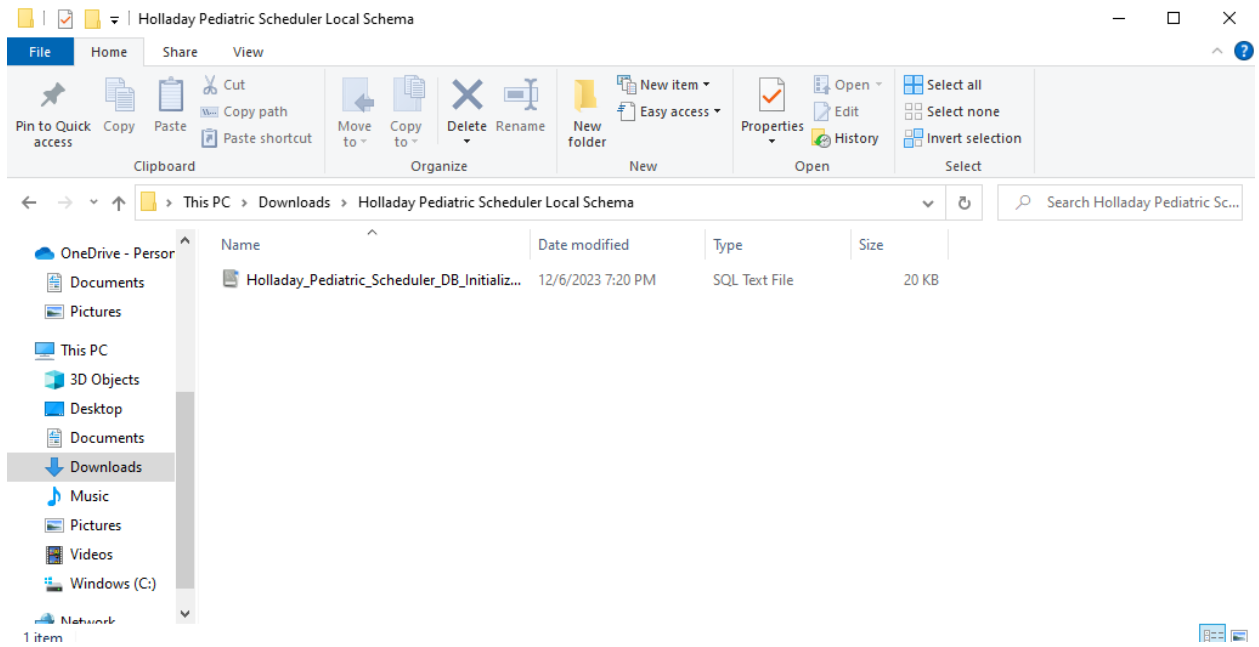 Holladay Pediatric Scheduler Local Schema
File Home Share View
Pin to Quick access
Copy
Paste
Cut
Copy path
Paste shortcut
Clipboard
Move to
Copy to
Delete
Rename
Organize
New folder
New item
Easy access
New
Properties
Open
Edit
History
Open
Select all
Select none
Invert selection
Select
This PC > Downloads > Holladay Pediatric Scheduler Local Schema
Search Holladay Pediatric Sc...
Name Date modified Type Size
Holladay_Pediatric_Scheduler_DB_Initializ... 12/6/2023 7:20 PM SQL Text File 20 KB
OneDrive - Person
Documents
Pictures
This PC
3D Objects
Desktop
Documents
Downloads
Music
Pictures
Videos
Windows (C:)
Network
1 item